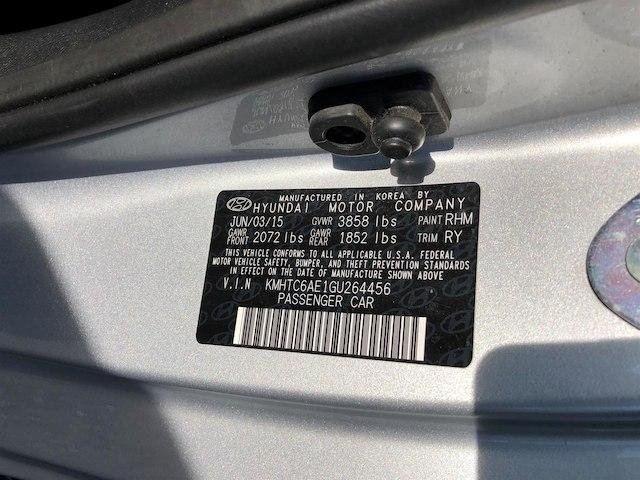 MANUFACTURED IN KOREA BY
HYUNDAI MOTOR COMPANY
JUN/03/15 GVWR 3858 lbs PAINT RHM
GAWR FRONT 2072 lbs GAWR REAR 1852 lbs TRIM RY
THIS VEHICLE CONFORMS TO ALL APPLICABLE U.S.A. FEDERAL
MOTOR VEHICLE SAFETY, BUMPER, AND THEFT PREVENTION STANDARDS
IN EFFECT ON THE DATE OF MANUFACTURE SHOWN ABOVE
V.I.N KMHTC6AE1GU264456
PASSENGER CAR